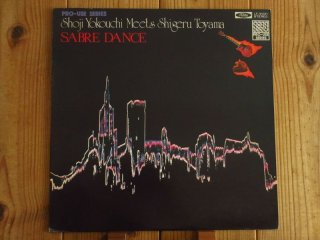 PRO-USE SERIES
Shoji Yokouchi Meets Shigeru Toyama
SABRE DANCE